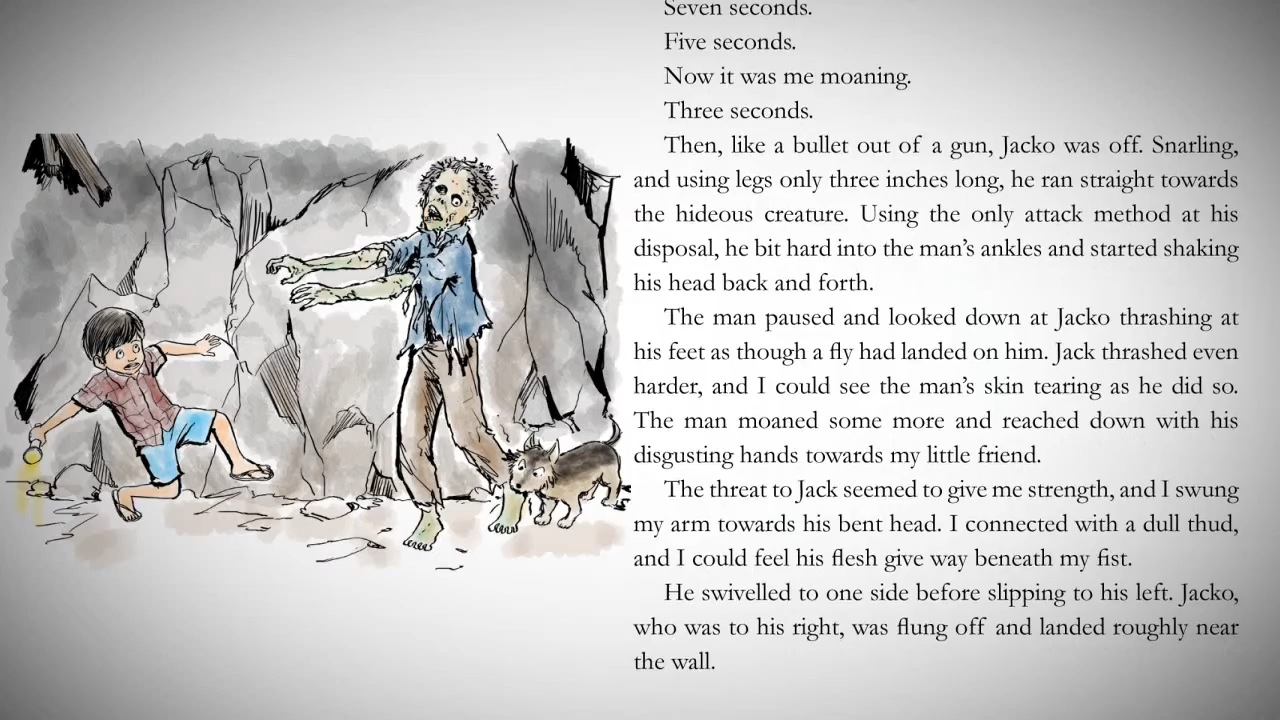 Seven seconds.
Five seconds.
Now it was me moaning.
Three seconds.
Then, like a bullet out of a gun, Jacko was off. Snarling,
and using legs only three inches long, he ran straight towards
the hideous creature. Using the only attack method at his
disposal, he bit hard into the man’s ankles and started shaking
his head back and forth.
The man paused and looked down at Jacko thrashing at
his feet as though a fly had landed on him. Jack thrashed even
harder, and I could see the man’s skin tearing as he did so.
The man moaned some more and reached down with his
disgusting hands towards my little friend.
The threat to Jack seemed to give me strength, and I swung
my arm towards his bent head. I connected with a dull thud,
and I could feel his flesh give way beneath my fist.
He swivelled to one side before slipping to his left. Jacko,
who was to his right, was flung off and landed roughly near
the wall.